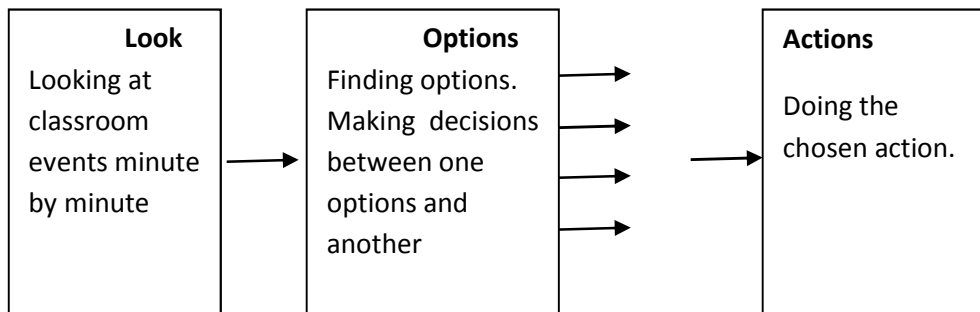 Look
Looking at
classroom
events minute
by minute
Options
Finding options.
Making decisions
between one
options and
another
Actions
Doing the
chosen action.